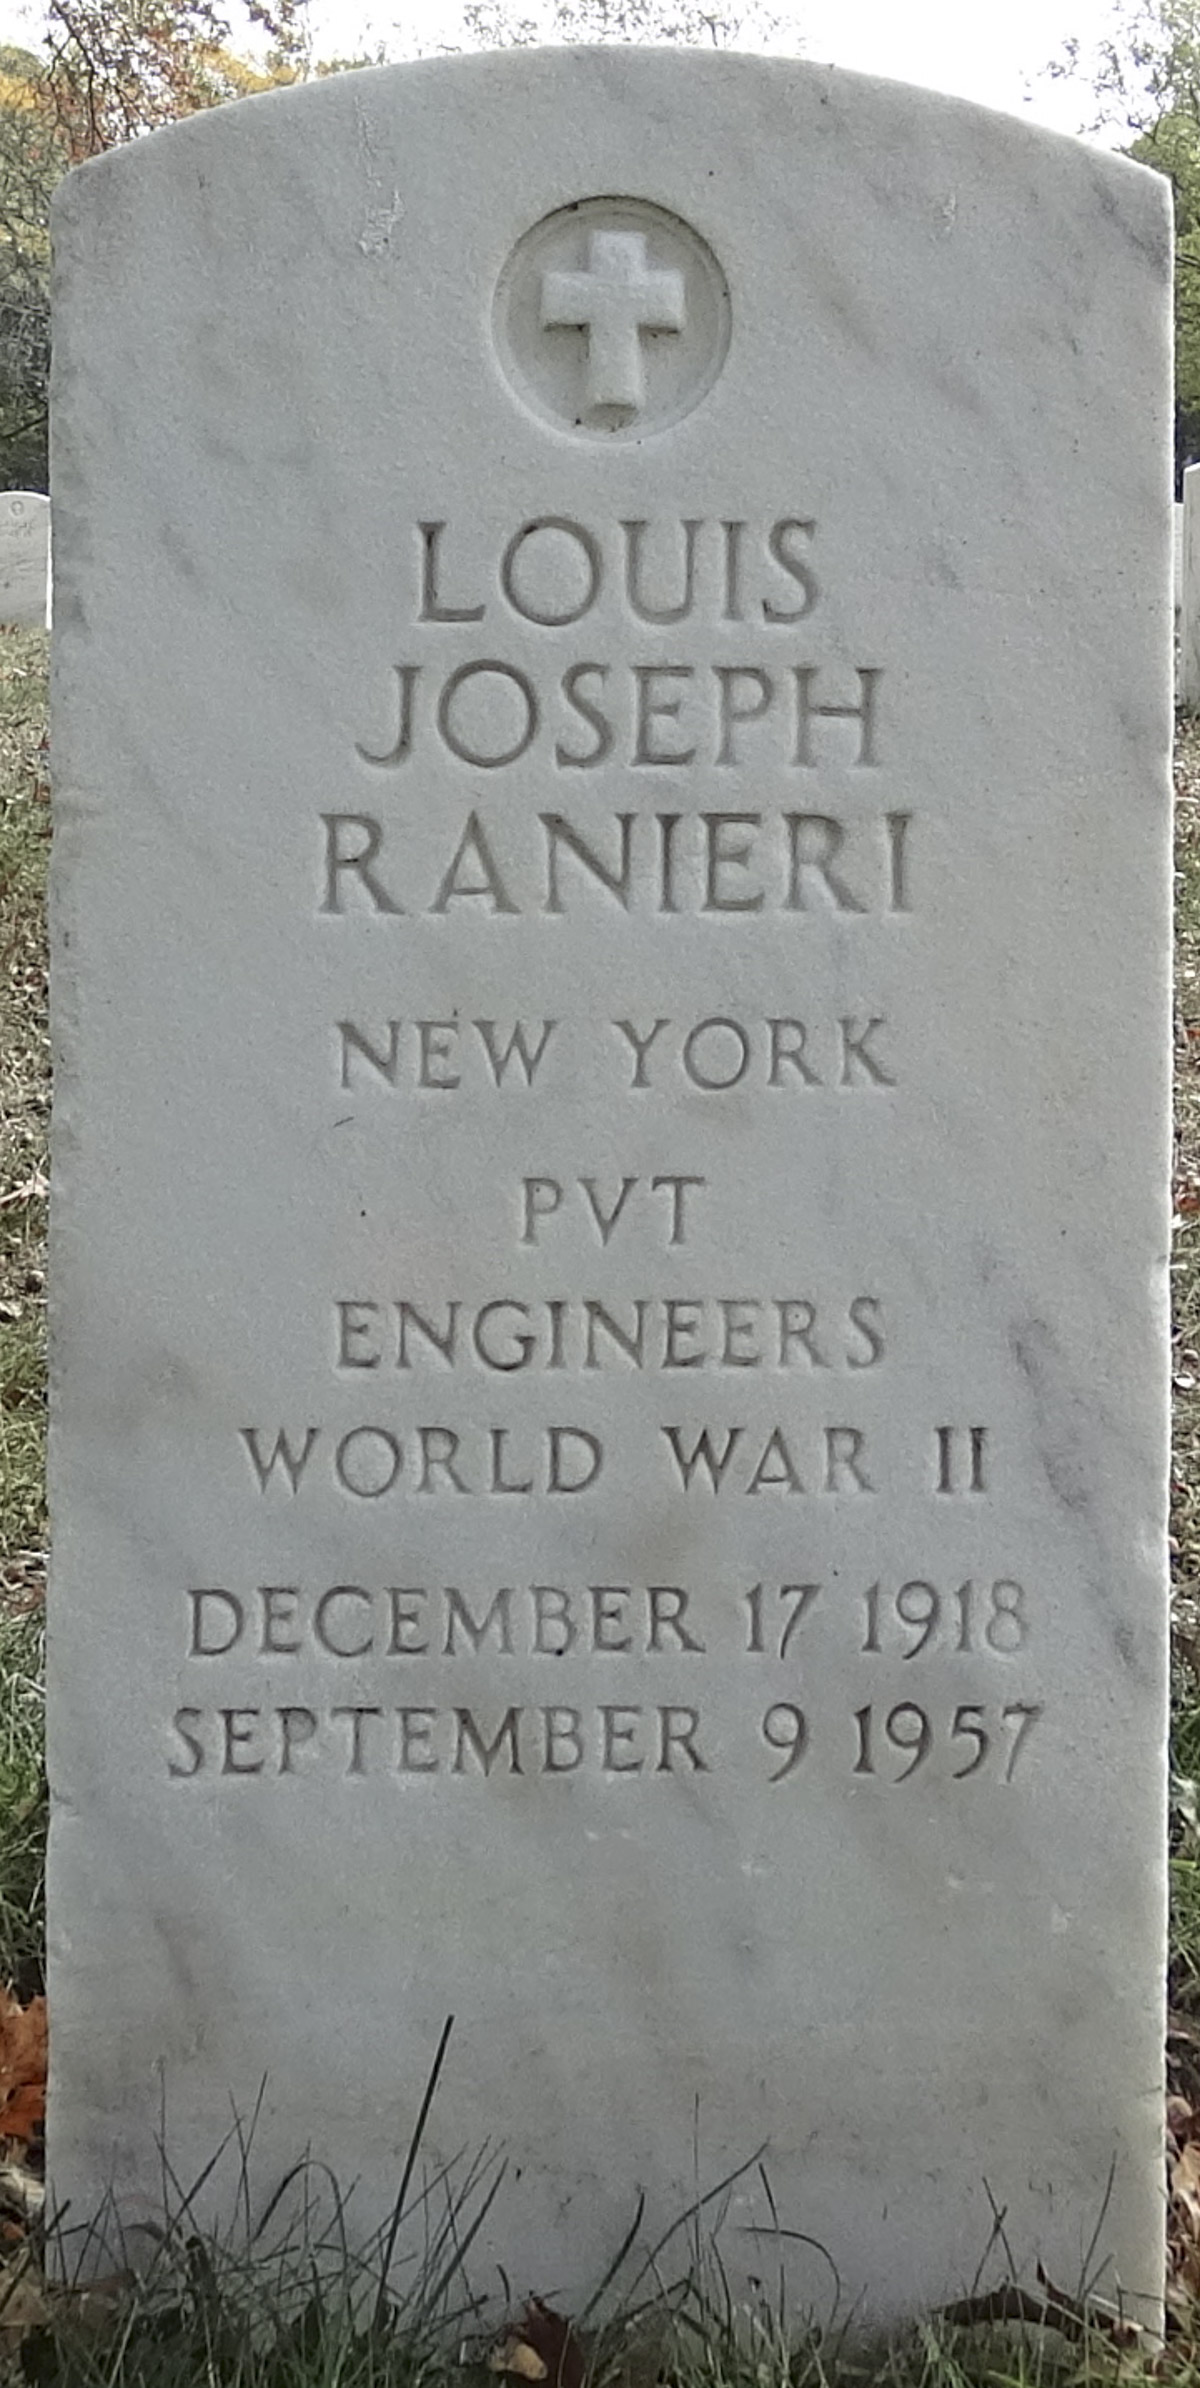 LOUIS
JOSEPH
RANIERI
NEW YORK
PVT
ENGINEERS
WORLD WAR II
DECEMBER 17 1918
SEPTEMBER 9 1957